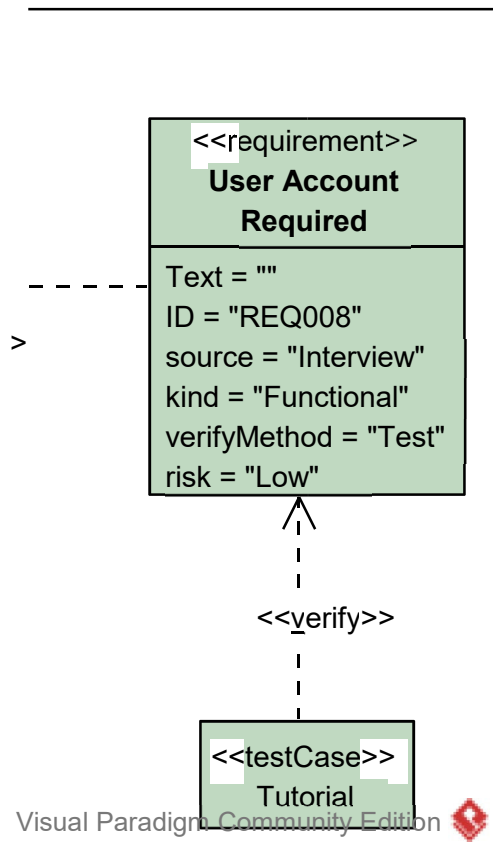 <<requirement>>
User Account
Required
Text = ""
ID = "REQ008"
>
source = "Interview"
kind = "Functional"
verifyMethod = "Test"
risk = "Low"
<<verify>>
<<testCase>>
Tutorial
Visual Paradigm Community Edition